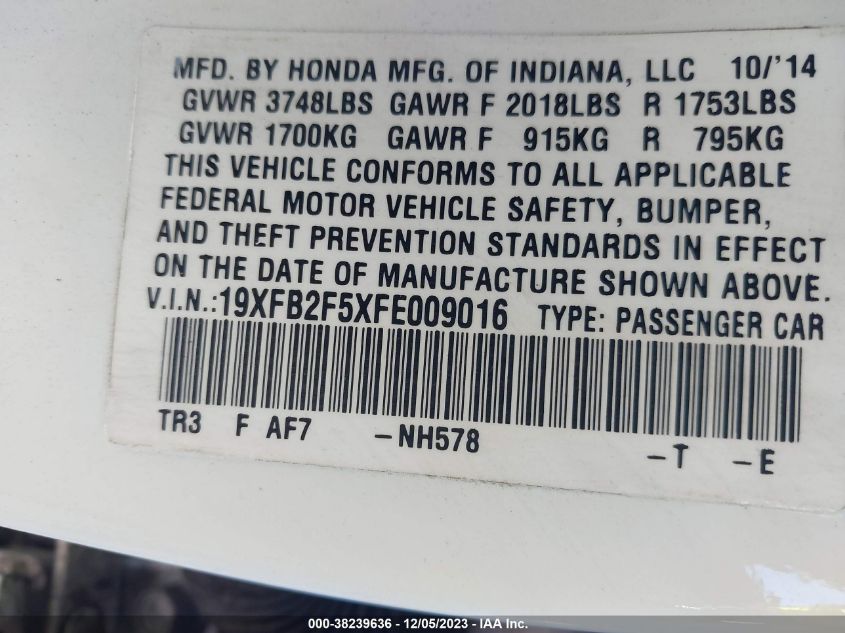 MFD. BY HONDA MFG. OF INDIANA, LLC 10/'14
GVWR 3748LBS GAWR F 2018LBS R 1753LBS
GVWR 1700KG GAWR F 915KG R 795KG
THIS VEHICLE CONFORMS TO ALL APPLICABLE
FEDERAL MOTOR VEHICLE SAFETY, BUMPER,
AND THEFT PREVENTION STANDARDS IN EFFECT
ON THE DATE OF MANUFACTURE SHOWN ABOVE.
V.I.N.:19XFB2F5XFE009016 TYPE: PASSENGER CAR
TR3 F AF7 -NH578 -T -E
000-38239636 - 12/05/2023 - IAA Inc.